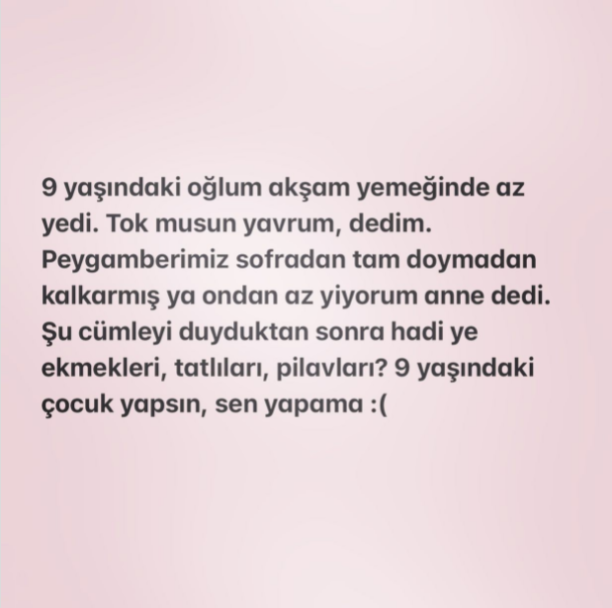 9 yaşındaki oğlum akşam yemeğinde az
yedi. Tok musun yavrum, dedim.
Peygamberimiz sofradan tam doymadan
kalkarmış ya ondan az yiyorum anne dedi.
Şu cümleyi duyduktan sonra hadi ye
ekmekleri, tatlıları, pilavları? 9 yaşındaki
çocuk yapsın, sen yapama :(